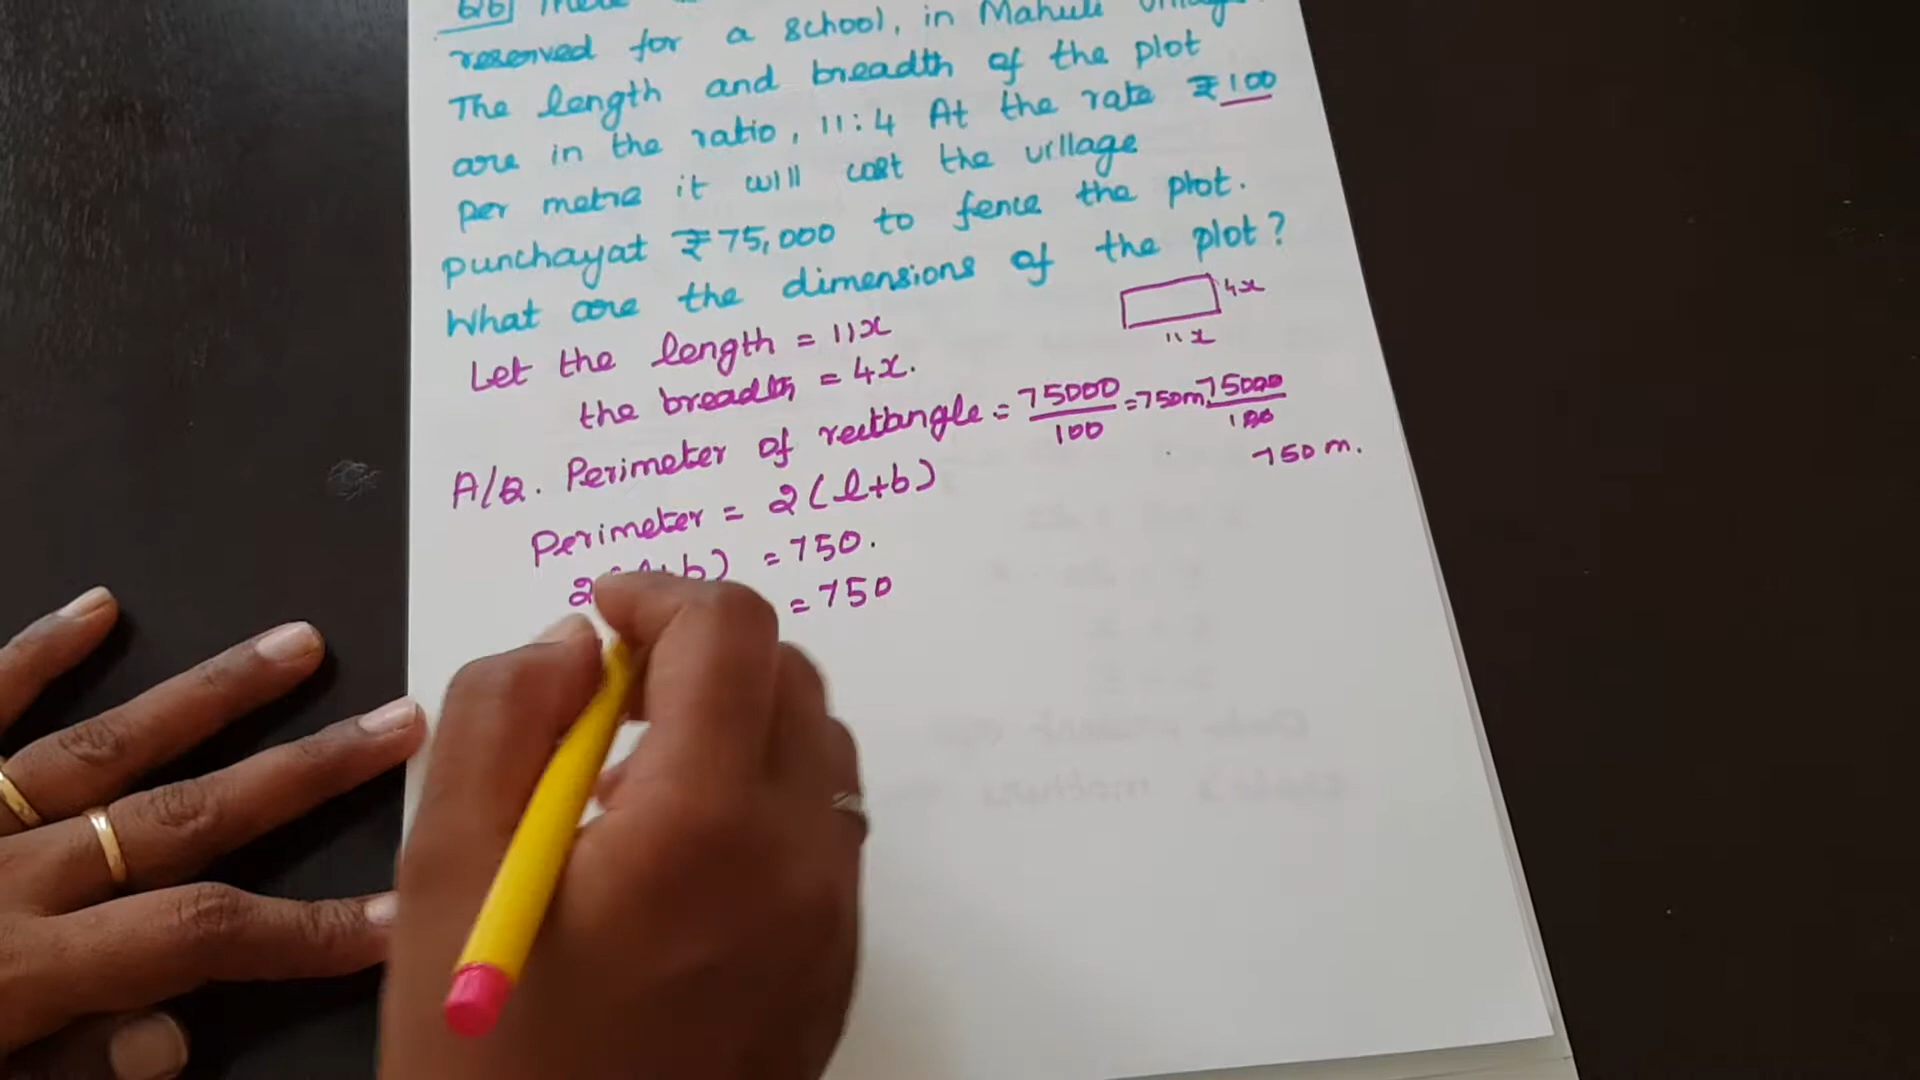 reserved for a school, in Mahuli
The length and breadth of the plot
are in the ratio, 11:4 At the rate ₹100
per metre it will cost the village
punchayat ₹75,000 to fence the plot.
What are the dimensions of the plot?
4x
11x
Let the length = 11x
the breadth = 4x.
A/Q. Perimeter of rectangle = 75000/100 = 750m
75000/100
750 m.
Perimeter = 2(l+b)
2(l+b) = 750.
= 750